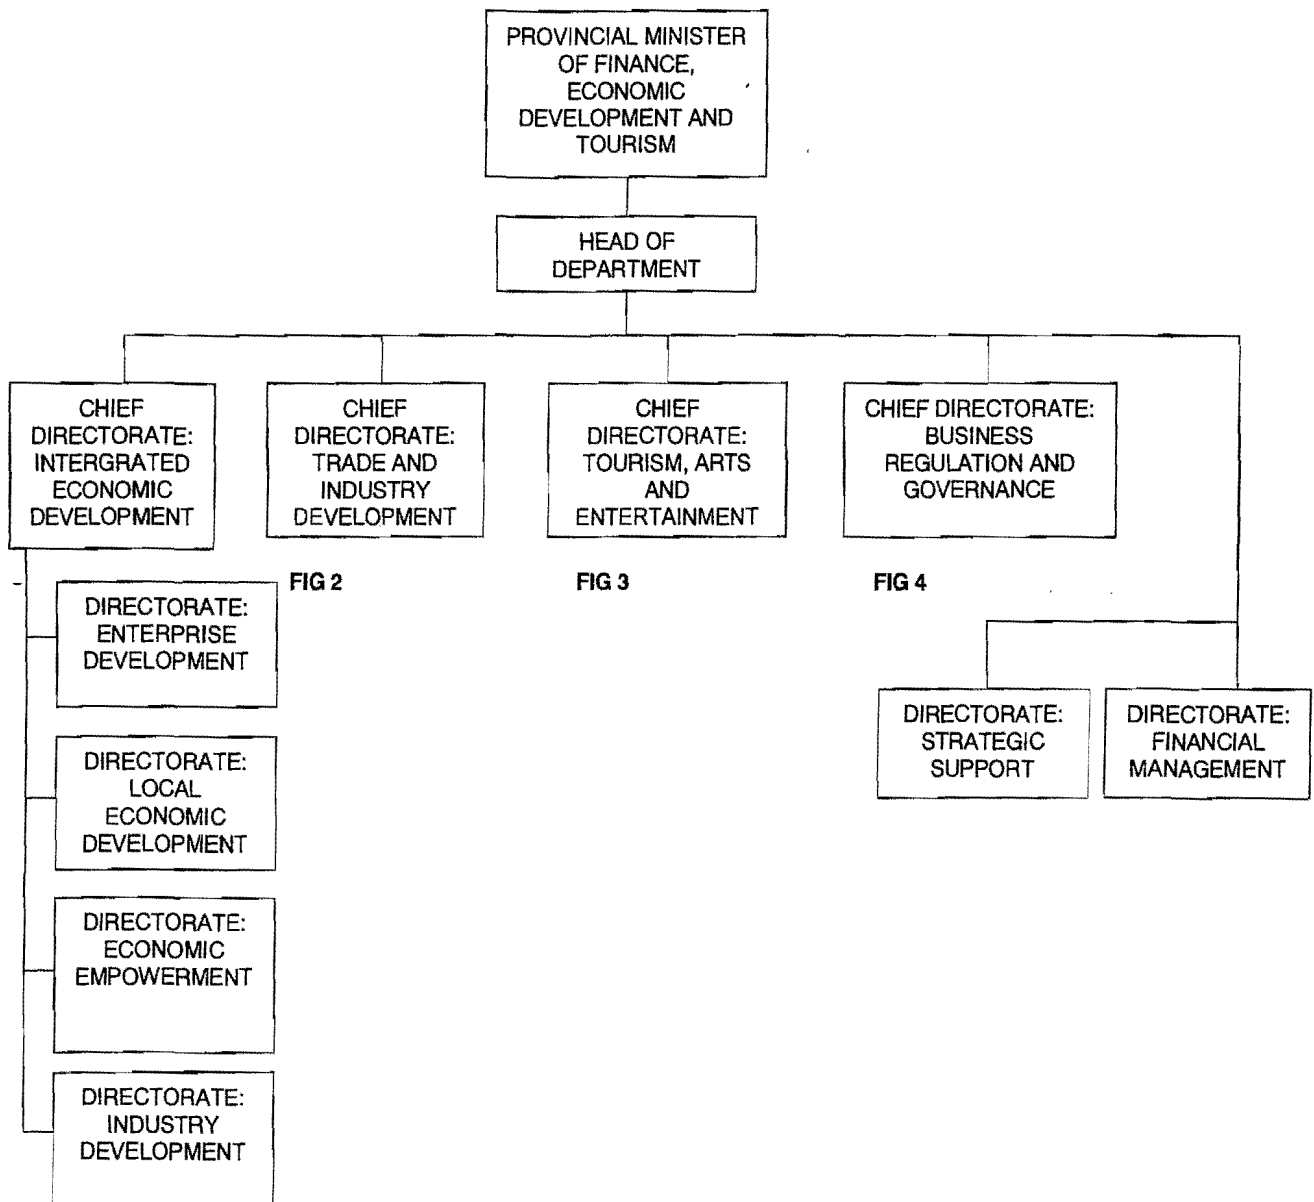 PROVINCIAL MINISTER
OF FINANCE,
ECONOMIC
DEVELOPMENT AND
TOURISM
HEAD OF
DEPARTMENT
CHIEF
DIRECTORATE:
INTERGRATED
ECONOMIC
DEVELOPMENT
CHIEF
DIRECTORATE:
TRADE AND
INDUSTRY
DEVELOPMENT
CHIEF
DIRECTORATE:
TOURISM, ARTS
AND
ENTERTAINMENT
CHIEF DIRECTORATE:
BUSINESS
REGULATION AND
GOVERNANCE
FIG 2
FIG 3
FIG 4
DIRECTORATE:
ENTERPRISE
DEVELOPMENT
DIRECTORATE:
LOCAL
ECONOMIC
DEVELOPMENT
DIRECTORATE:
ECONOMIC
EMPOWERMENT
DIRECTORATE:
INDUSTRY
DEVELOPMENT
DIRECTORATE:
STRATEGIC
SUPPORT
DIRECTORATE:
FINANCIAL
MANAGEMENT